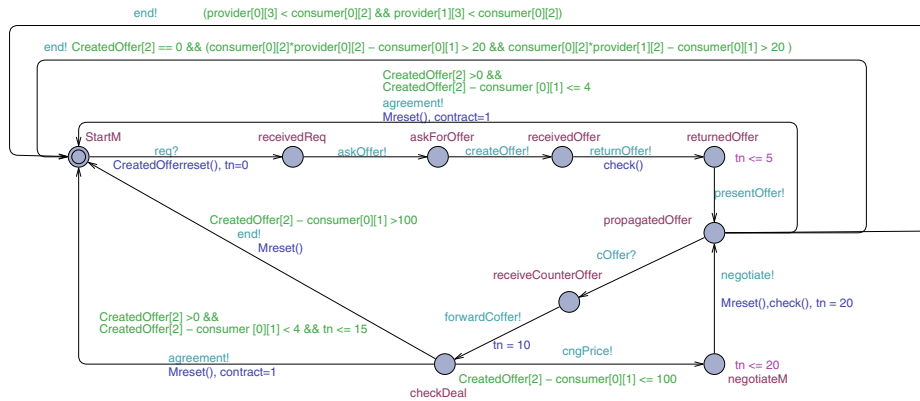 end! (provider[0][3] < consumer[0][2] && provider[1][3] < consumer[0][2])
end! CreatedOffer[2] == 0 && (consumer[0][2]*provider[0][2] − consumer[0][1] > 20 && consumer[0][2]*provider[1][2] − consumer[0][1] > 20 )
CreatedOffer[2] >0 &&
CreatedOffer[2] − consumer [0][1] <= 4
agreement!
Mreset(), contract=1
StartM
receivedReq
askForOffer
receivedOffer
returnedOffer
req?
askOffer!
createOffer!
returnOffer!
tn <= 5
CreatedOfferreset(), tn=0
check()
presentOffer!
CreatedOffer[2] − consumer[0][1] >100
propagatedOffer
end!
Mreset()
cOffer?
receiveCounterOffer
negotiate!
Mreset(),check(), tn = 20
CreatedOffer[2] >0 &&
CreatedOffer[2] − consumer [0][1] < 4 && tn <= 15
forwardCoffer!
tn = 10
cngPrice!
agreement!
Mreset(), contract=1
tn <= 20
CreatedOffer[2] − consumer[0][1] <= 100
negotiateM
checkDeal